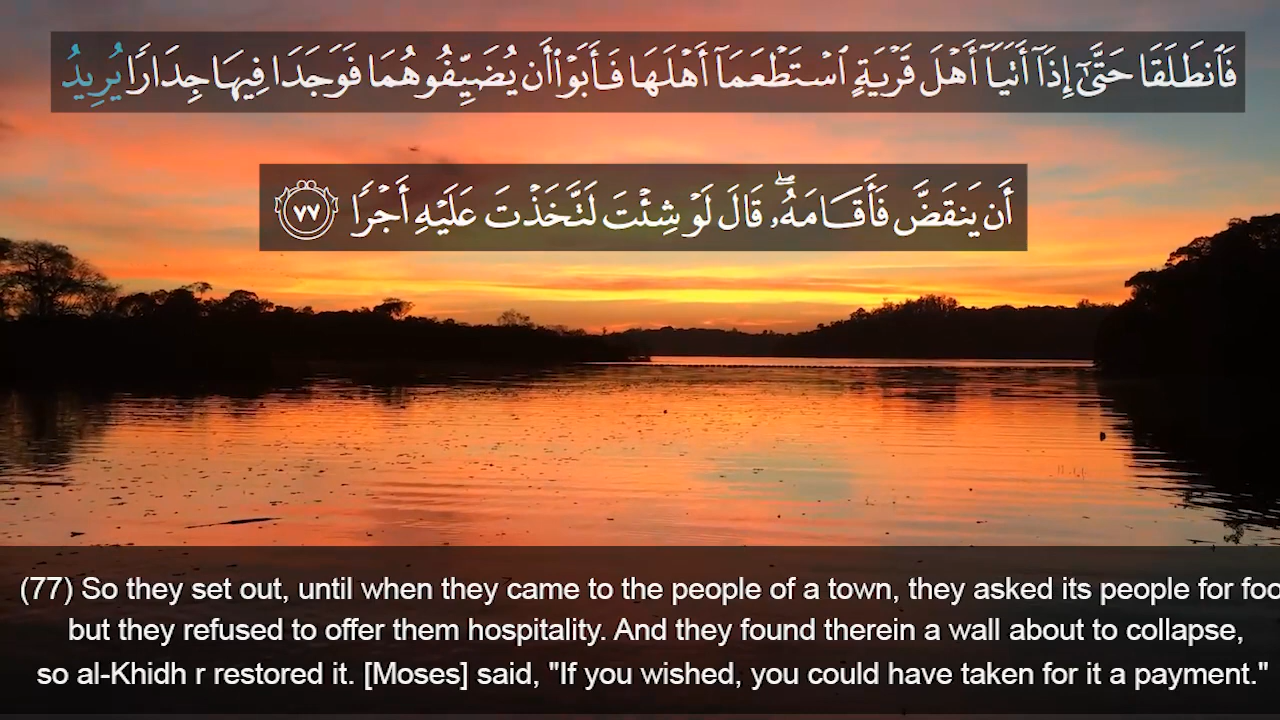 فَٱنطَلَقَا حَتَّىٰٓ إِذَآ أَتَيَآ أَهْلَ قَرْيَةٍ ٱسْتَطْعَمَآ أَهْلَهَا فَأَبَوْا۟ أَن يُضَيِّفُوهُمَا فَوَجَدَا فِيهَا جِدَارًا يُرِيدُ
أَن يَنقَضَّ فَأَقَامَهُۥ ۖ قَالَ لَوْ شِئْتَ لَتَّخَذْتَ عَلَيْهِ أَجْرًا ٧٧
(77) So they set out, until when they came to the people of a town, they asked its people for foo
but they refused to offer them hospitality. And they found therein a wall about to collapse,
so al-Khidh r restored it. [Moses] said, "If you wished, you could have taken for it a payment."